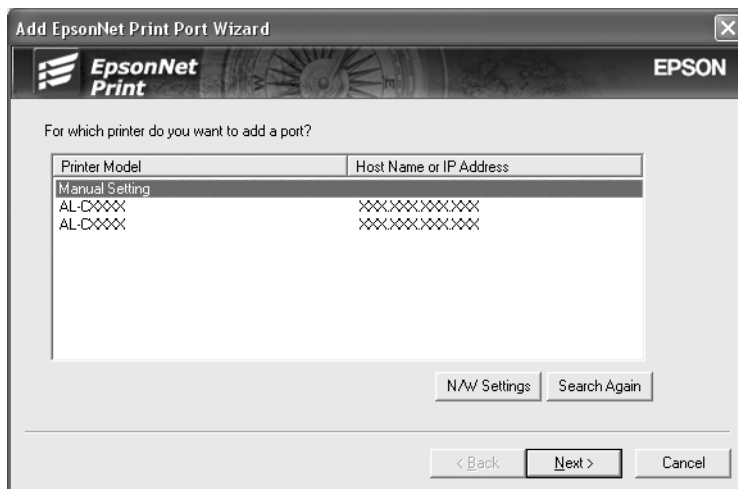 Add EpsonNet Print Port Wizard
EpsonNet
Print
EPSON
For which printer do you want to add a port?
Printer Model Host Name or IP Address
Manual Setting
AL-CXXXX XXX.XXX.XXX.XXX
AL-CXXXX XXX.XXX.XXX.XXX
N/W Settings Search Again
< Back Next > Cancel